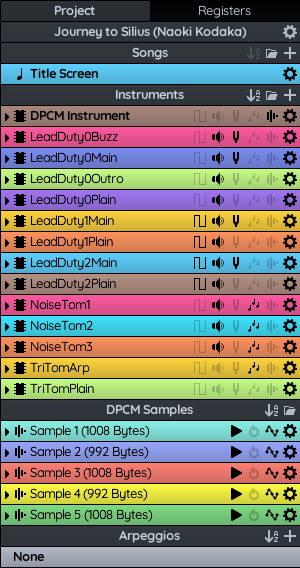 Project
Registers
Journey to Silius (Naoki Kodaka)
Songs
Title Screen
Instruments
DPCM Instrument
LeadDuty0Buzz
LeadDuty0Main
LeadDuty0Outro
LeadDuty0Plain
LeadDuty1Main
LeadDuty1Plain
LeadDuty2Main
LeadDuty2Plain
NoiseTom1
NoiseTom2
NoiseTom3
TriTomArp
TriTomPlain
DPCM Samples
Sample 1 (1008 Bytes)
Sample 2 (992 Bytes)
Sample 3 (1008 Bytes)
Sample 4 (992 Bytes)
Sample 5 (1008 Bytes)
Arpeggios
None